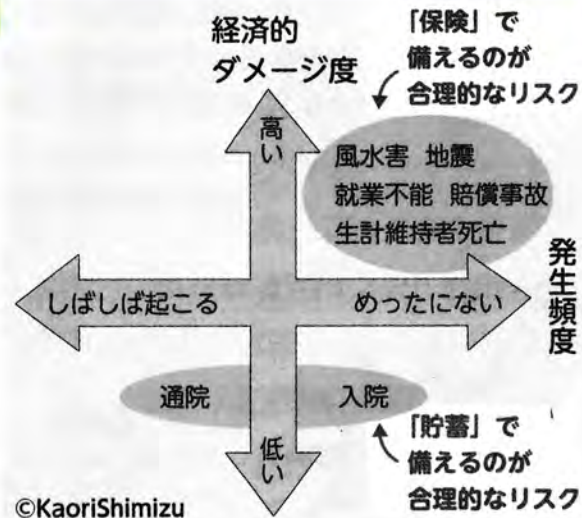 経済的
ダメージ度
「保険」で
備えるのが
合理的なリスク
高い
風水害 地震
就業不能 賠償事故
生計維持者死亡
しばしば起こる
めったにない
発生頻度
通院
入院
低い
「貯蓄」で
備えるのが
合理的なリスク
©KaoriShimizu